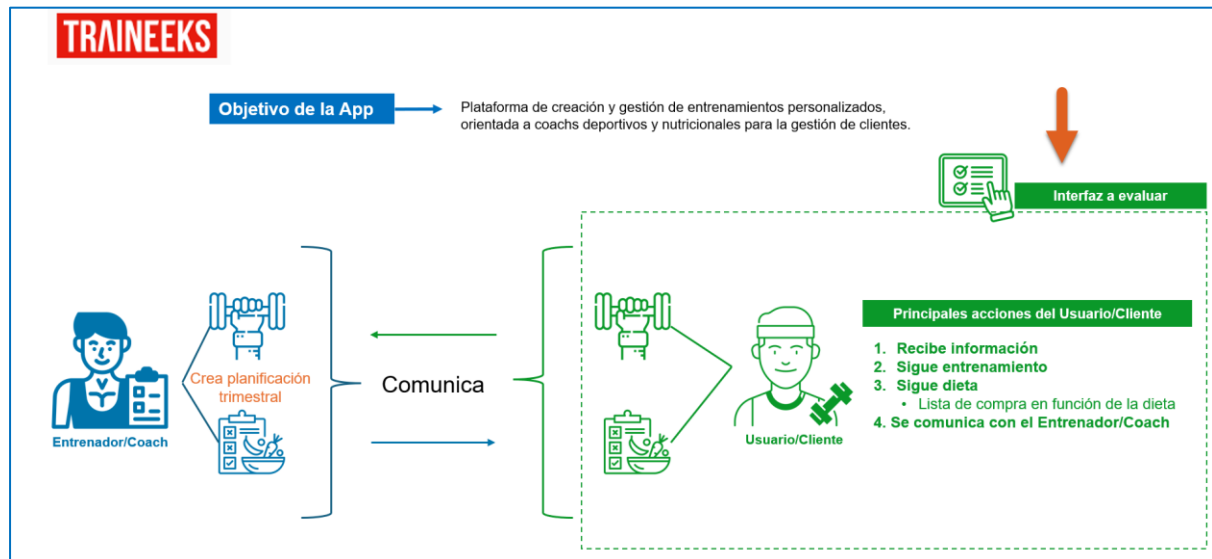 TRAINEEKS
Objetivo de la App
Plataforma de creación y gestión de entrenamientos personalizados,
orientada a coachs deportivos y nutricionales para la gestión de clientes.
Interfaz a evaluar
Crea planificación
trimestral
Entrenador/Coach
Comunica
Usuario/Cliente
Principales acciones del Usuario/Cliente
1. Recibe información
2. Sigue entrenamiento
3. Sigue dieta
• Lista de compra en función de la dieta
4. Se comunica con el Entrenador/Coach